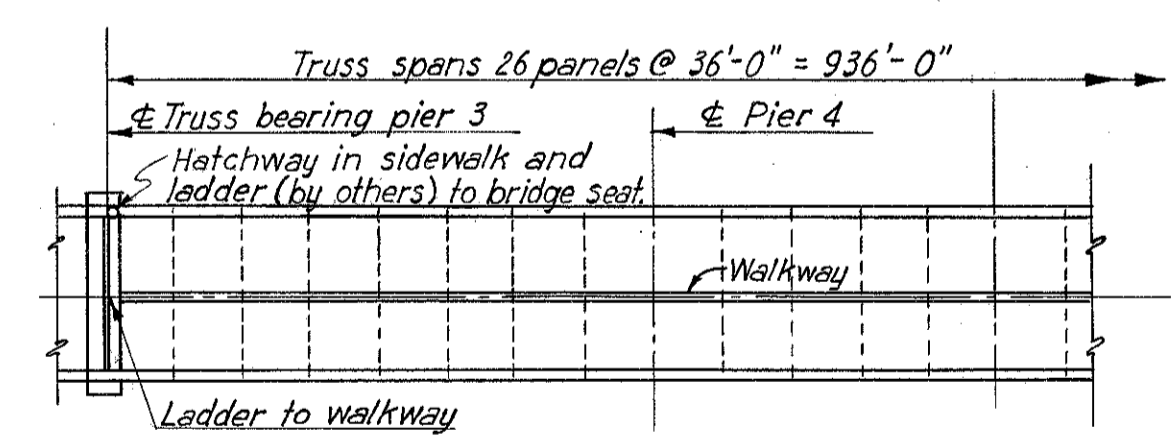 Truss spans 26 panels @ 36'-0" = 936'-0"
℄ Truss bearing pier 3
℄ Pier 4
Hatchway in sidewalk and
ladder (by others) to bridge seat.
Walkway
Ladder to walkway